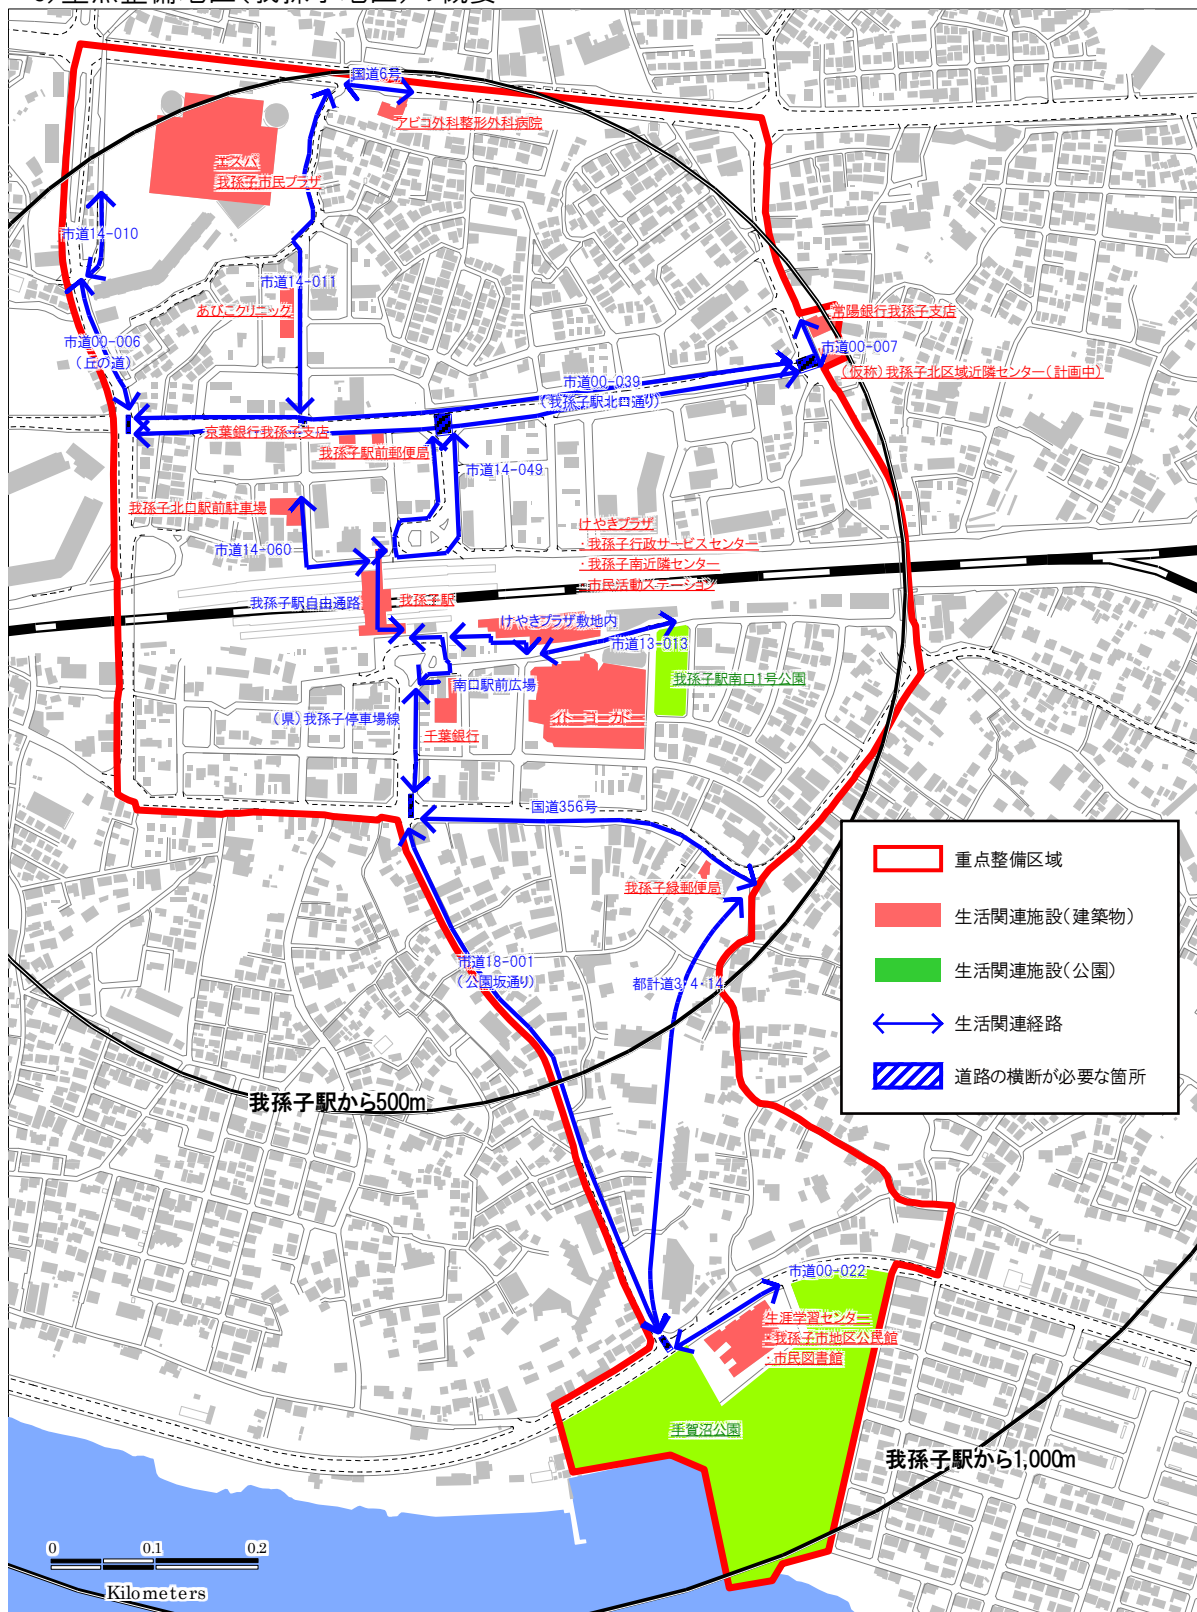 国道6号
アビコ外科整形外科病院
エスパ
我孫子市民プラザ
市道14-010
市道14-011
あびこクリニック
常陽銀行我孫子支店
市道00-006
（丘の道）
市道00-007
（仮称）我孫子北区域近隣センター（計画中）
市道00-039
（我孫子駅北口通り）
京葉銀行我孫子支店
我孫子駅前郵便局
市道14-049
我孫子北口駅前駐車場
けやきプラザ
・我孫子行政サービスセンター
・我孫子南近隣センター
・市民活動ステーション
市道14-060
我孫子駅自由通路
我孫子駅
けやきプラザ敷地内
市道13-013
南口駅前広場
我孫子駅南口1号公園
（県）我孫子停車場線
イトーヨーカドー
千葉銀行
国道356号
重点整備区域
我孫子緑郵便局
生活関連施設（建築物）
市道18-001
（公園坂通り）
生活関連施設（公園）
都計道3・4・14
生活関連経路
道路の横断が必要な箇所
我孫子駅から500m
市道00-022
生涯学習センター
・我孫子市地区公民館
・市民図書館
手賀沼公園
我孫子駅から1,000m
0 0.1 0.2
Kilometers